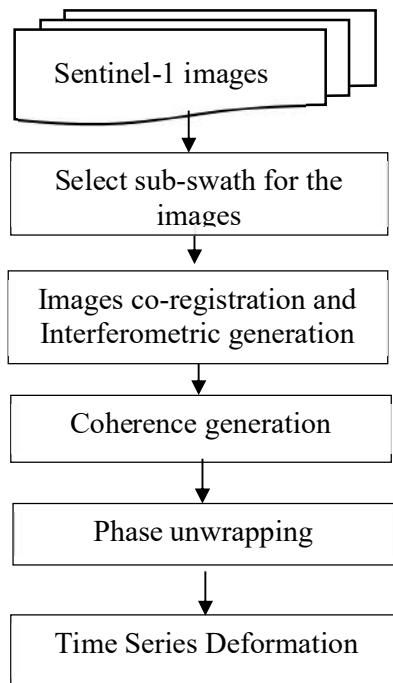 Sentinel-1 images
Select sub-swath for the
images
Images co-registration and
Interferometric generation
Coherence generation
Phase unwrapping
Time Series Deformation